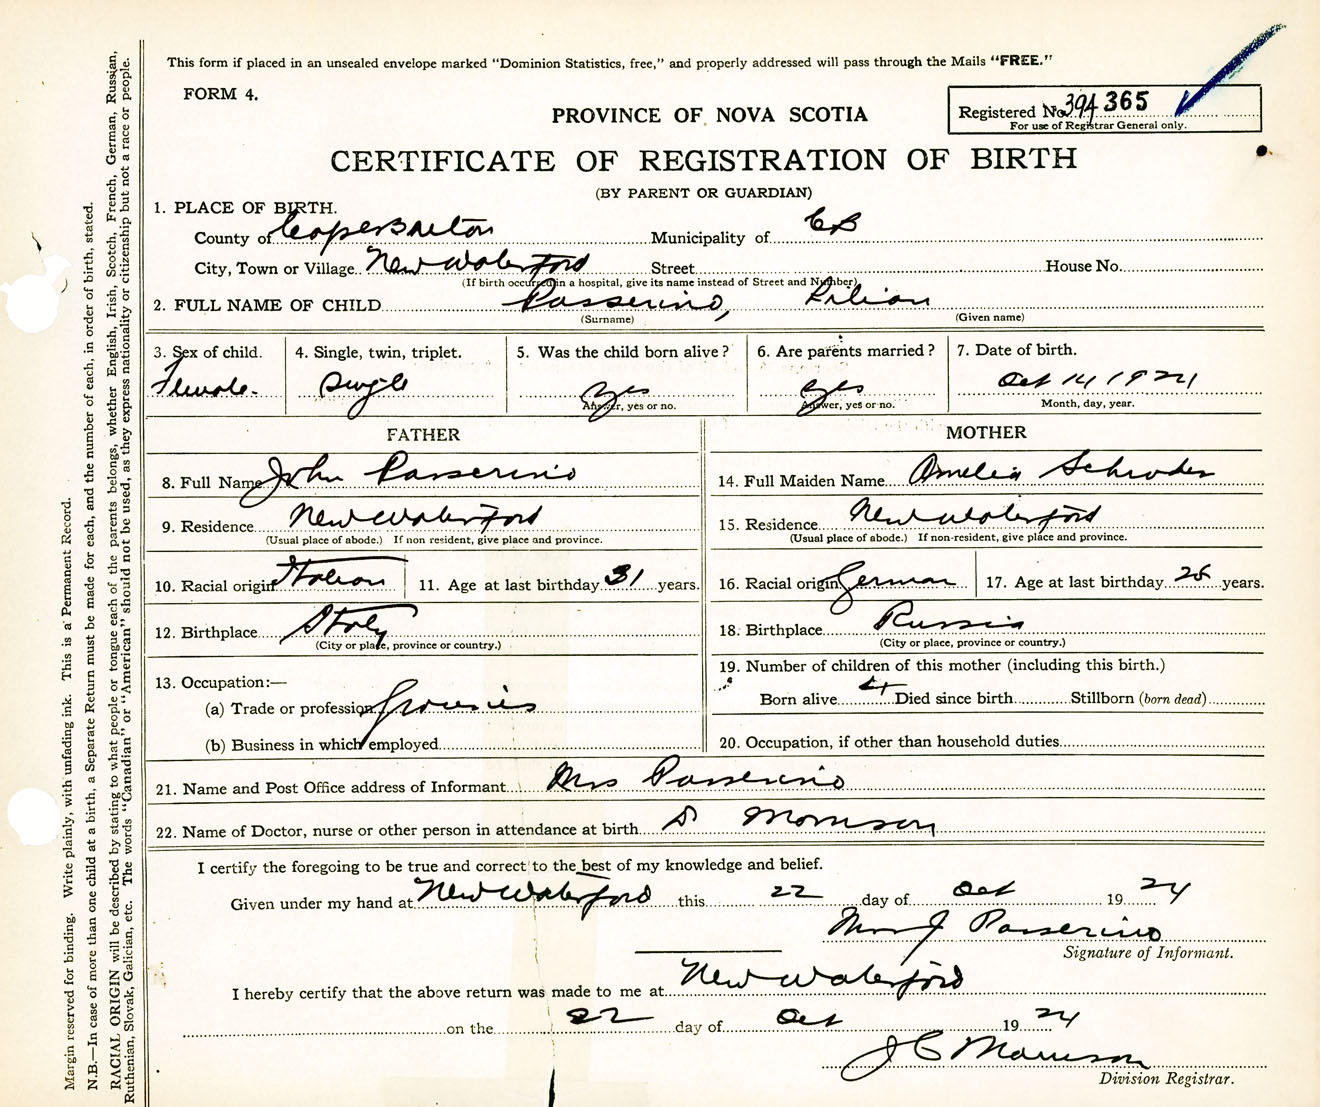 This form if placed in an unsealed envelope marked "Dominion Statistics, free," and properly addressed will pass through the Mails "FREE."
FORM 4.
PROVINCE OF NOVA SCOTIA
Registered No. 394 365
For use of Registrar General only.
CERTIFICATE OF REGISTRATION OF BIRTH
(BY PARENT OR GUARDIAN)
1. PLACE OF BIRTH.
County of Cape Breton Municipality of CB
City, Town or Village New Waterford Street House No.
(If birth occurred in a hospital, give its name instead of Street and Number)
2. FULL NAME OF CHILD Passerino, Lilian
(Surname) (Given name)
3. Sex of child. 4. Single, twin, triplet. 5. Was the child born alive? 6. Are parents married? 7. Date of birth.
Female. Single yes yes Oct 14 1924
Answer, yes or no. Answer, yes or no. Month, day, year.
FATHER MOTHER
8. Full Name John Passerino 14. Full Maiden Name Amelia Schroder
9. Residence New Waterford 15. Residence New Waterford
(Usual place of abode.) If non resident, give place and province. (Usual place of abode.) If non-resident, give place and province.
10. Racial origin Italian 11. Age at last birthday 31 years. 16. Racial origin German 17. Age at last birthday years.
12. Birthplace Italy 18. Birthplace Russia
(City or place, province or country.) (City or place, province or country.)
19. Number of children of this mother (including this birth.)
13. Occupation:—
Born alive 4 Died since birth Stillborn (born dead)
(a) Trade or profession
(b) Business in which employed 20. Occupation, if other than household duties
21. Name and Post Office address of Informant Mrs Passerino
22. Name of Doctor, nurse or other person in attendance at birth Morrison
I certify the foregoing to be true and correct to the best of my knowledge and belief.
Given under my hand at New Waterford this 22 day of Oct 1924
Mrs J Passerino
Signature of Informant.
I hereby certify that the above return was made to me at New Waterford
on the 22 day of Oct 1924
J C Morrison
Division Registrar.
Margin reserved for binding. Write plainly, with unfading ink. This is a Permanent Record.
N.B.—In case of more than one child at a birth, a Separate Return must be made for each, and the number of each, in order of birth, stated.
RACIAL ORIGIN will be described by stating to what people or tongue each of the parents belongs, whether English, Irish, Scotch, French, German, Russian,
Ruthenian, Slovak, Galician, etc. The words "Canadian" or "American" should not be used, as they express nationality or citizenship but not a race or people.